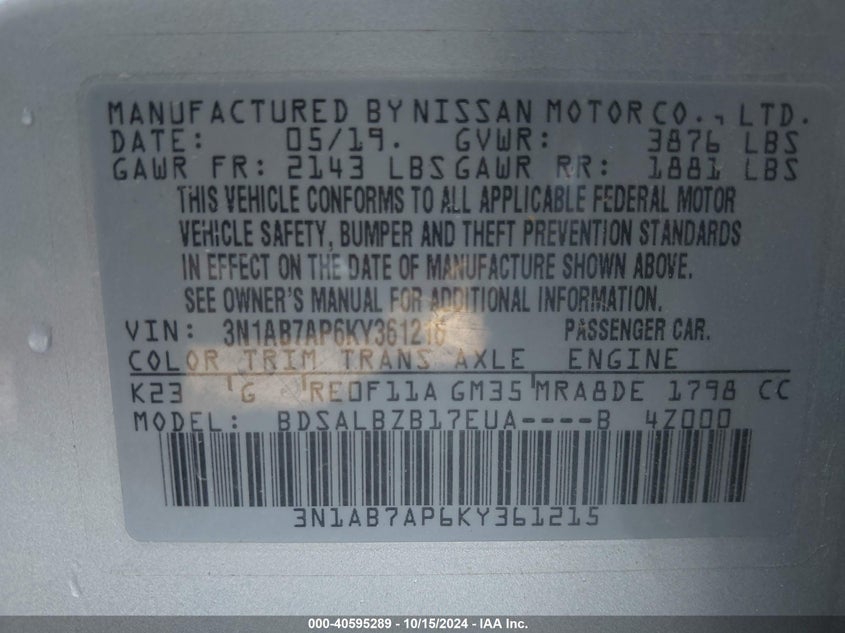 MANUFACTURED BY NISSAN MOTOR CO., LTD.
DATE: 05/19. GVWR: 3876 LBS
GAWR FR: 2143 LBS GAWR RR: 1881 LBS
THIS VEHICLE CONFORMS TO ALL APPLICABLE FEDERAL MOTOR
VEHICLE SAFETY, BUMPER AND THEFT PREVENTION STANDARDS
IN EFFECT ON THE DATE OF MANUFACTURE SHOWN ABOVE.
SEE OWNER'S MANUAL FOR ADDITIONAL INFORMATION.
VIN: 3N1AB7AP6KY361215 PASSENGER CAR.
COLOR TRIM TRANS AXLE ENGINE
K23 G RE0F11A GM35 MRA8DE 1798 CC
MODEL: BDSALBZB17EUA----B 4Z000
3N1AB7AP6KY361215
000-40595289 - 10/15/2024 - IAA Inc.